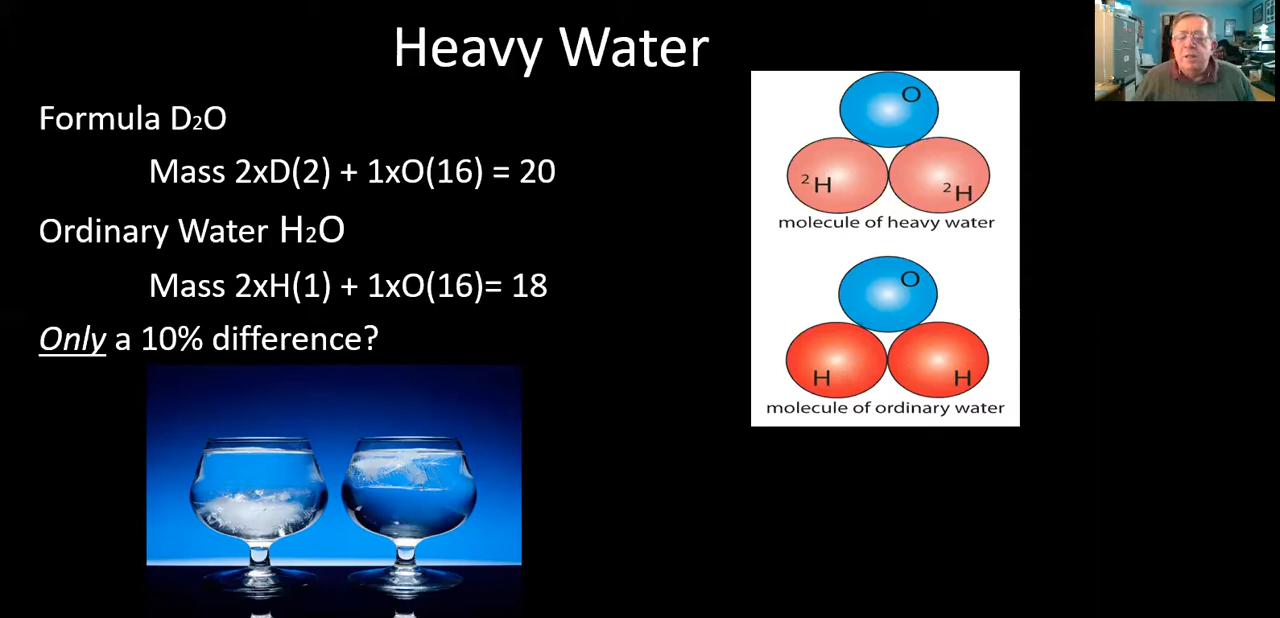 Heavy Water
Formula D₂O
Mass 2xD(2) + 1xO(16) = 20
Ordinary Water H₂O
Mass 2xH(1) + 1xO(16)= 18
Only a 10% difference?
O
²H
²H
molecule of heavy water
O
H
H
molecule of ordinary water